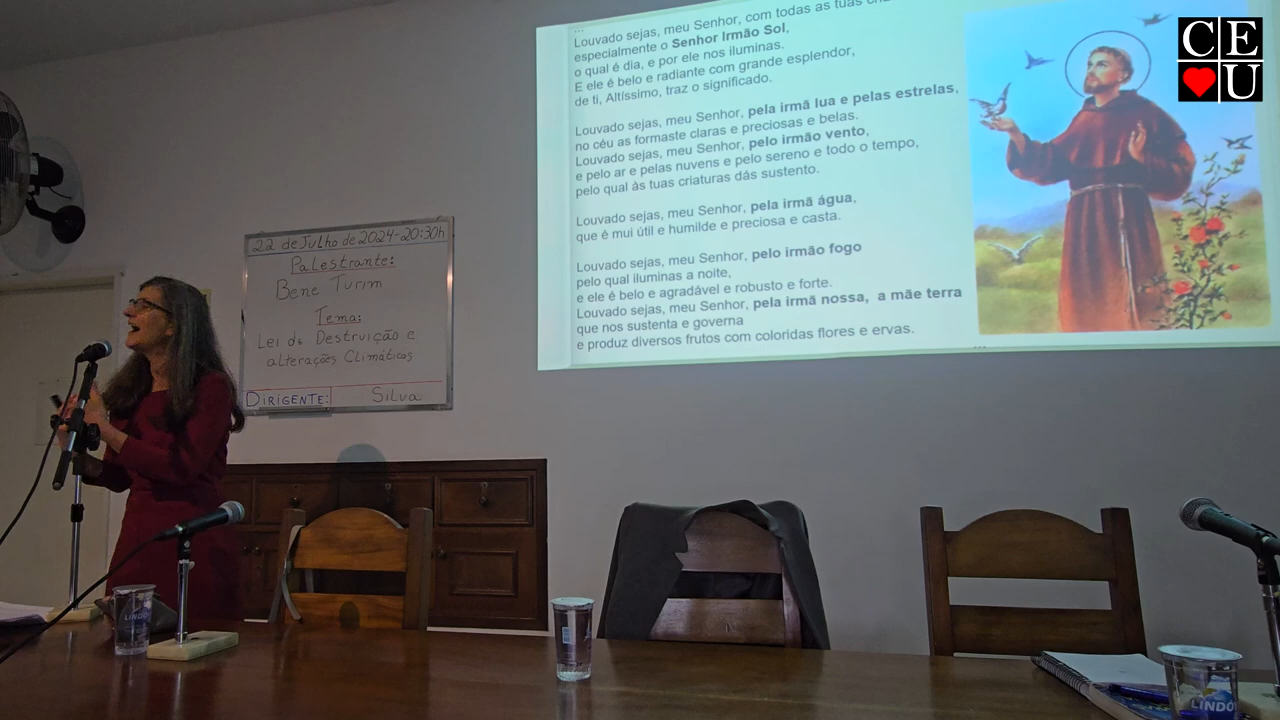 ...
Louvado sejas, meu Senhor, com todas as tuas
especialmente o Senhor Irmão Sol,
o qual é dia, e por ele nos iluminas.
E ele é belo e radiante com grande esplendor,
de ti, Altíssimo, traz o significado.
Louvado sejas, meu Senhor, pela irmã lua e pelas estrelas,
no céu as formaste claras e preciosas e belas.
Louvado sejas, meu Senhor, pelo irmão vento,
e pelo ar e pelas nuvens e pelo sereno e todo o tempo,
pelo qual às tuas criaturas dás sustento.
Louvado sejas, meu Senhor, pela irmã água,
que é mui útil e humilde e preciosa e casta.
Louvado sejas, meu Senhor, pelo irmão fogo
pelo qual iluminas a noite,
e ele é belo e agradável e robusto e forte.
Louvado sejas, meu Senhor, pela irmã nossa, a mãe terra
que nos sustenta e governa
e produz diversos frutos com coloridas flores e ervas.
...
CE
U
22 de Julho de 2024-20:30h
Palestrante:
Bene Turim
Tema:
Lei de Destruição e
alterações Climáticas
DIRIGENTE: Silva
LINDO
LINDO